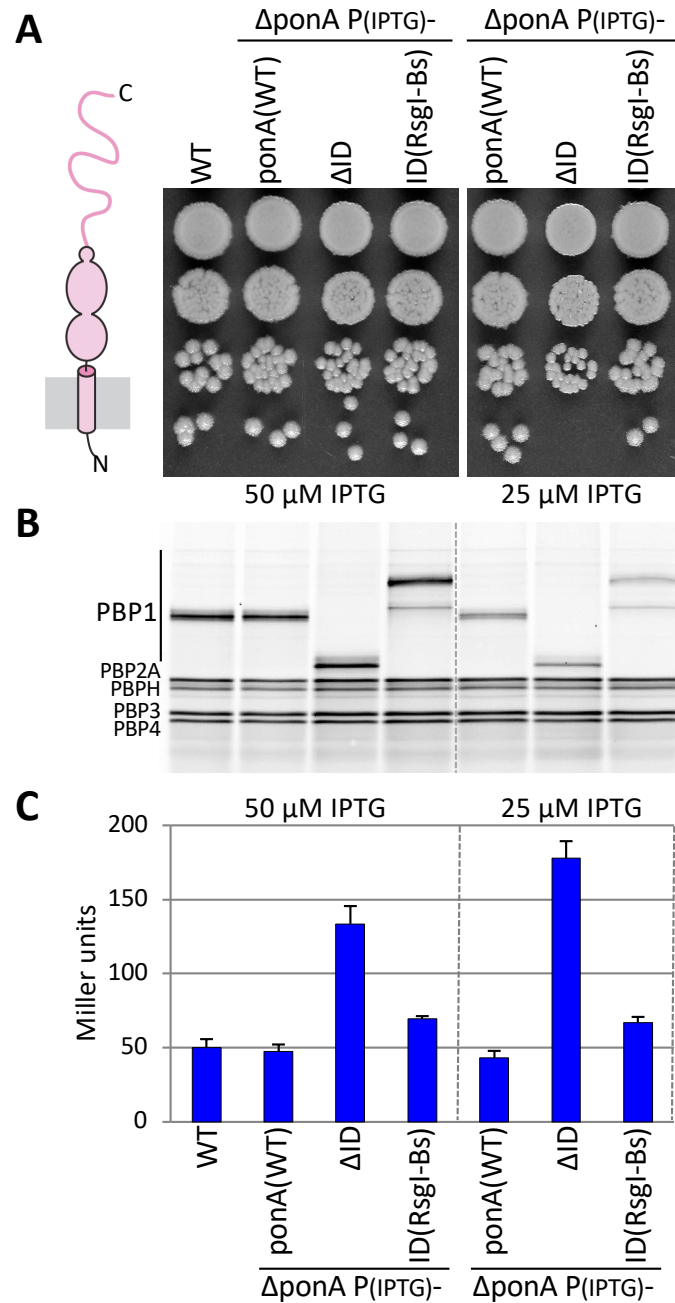 A
ΔponA P(IPTG)-
ΔponA P(IPTG)-
C
N
WT
ponA(WT)
ΔID
ID(RsgI-Bs)
ponA(WT)
ΔID
ID(RsgI-Bs)
50 µM IPTG
25 µM IPTG
B
PBP1
PBP2A
PBPH
PBP3
PBP4
C
50 µM IPTG
25 µM IPTG
Miller units
200
150
100
50
0
WT
ponA(WT)
ΔID
ID(RsgI-Bs)
ponA(WT)
ΔID
ID(RsgI-Bs)
ΔponA P(IPTG)-
ΔponA P(IPTG)-